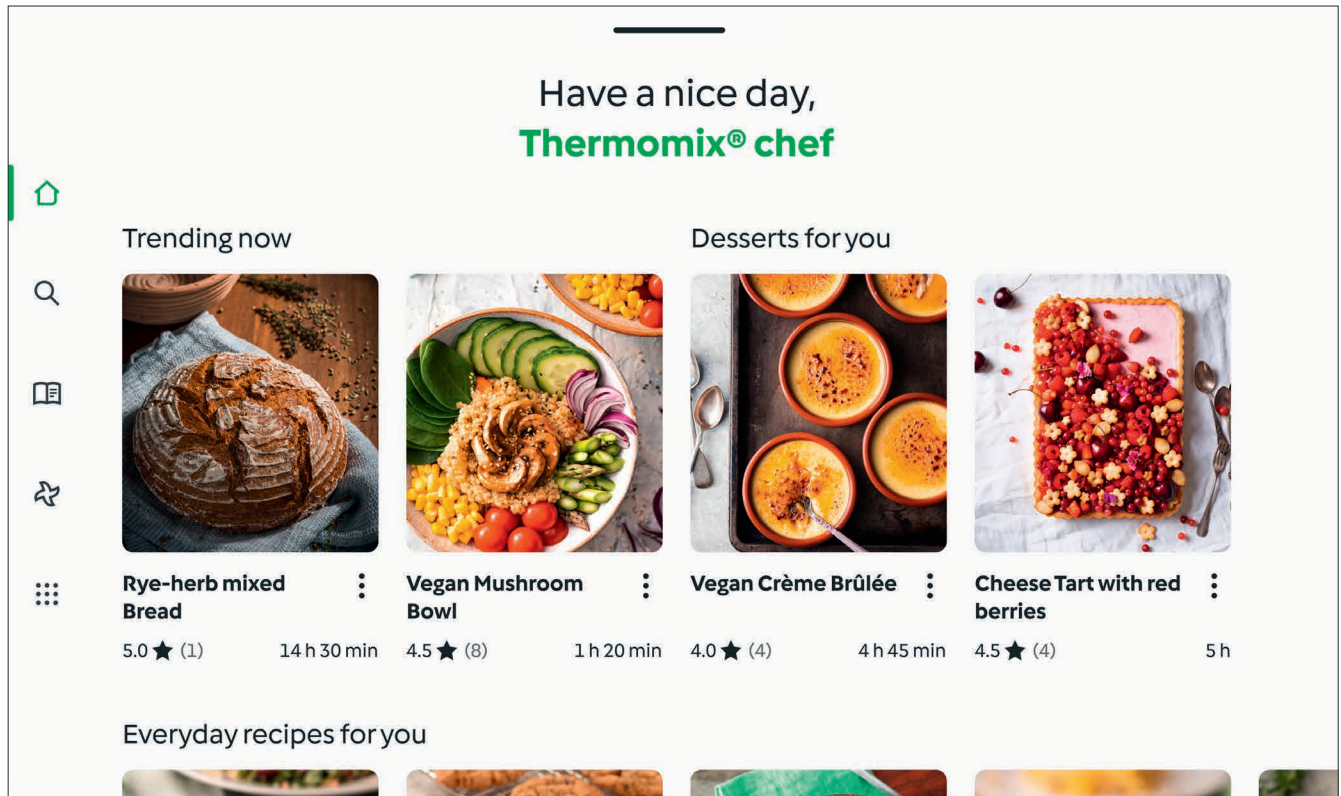 Have a nice day,
Thermomix® chef
Trending now
Desserts for you
Rye-herb mixed
Bread
5.0 ★ (1) 14 h 30 min
Vegan Mushroom
Bowl
4.5 ★ (8) 1 h 20 min
Vegan Crème Brûlée
4.0 ★ (4) 4 h 45 min
Cheese Tart with red
berries
4.5 ★ (4) 5 h
Everyday recipes for you